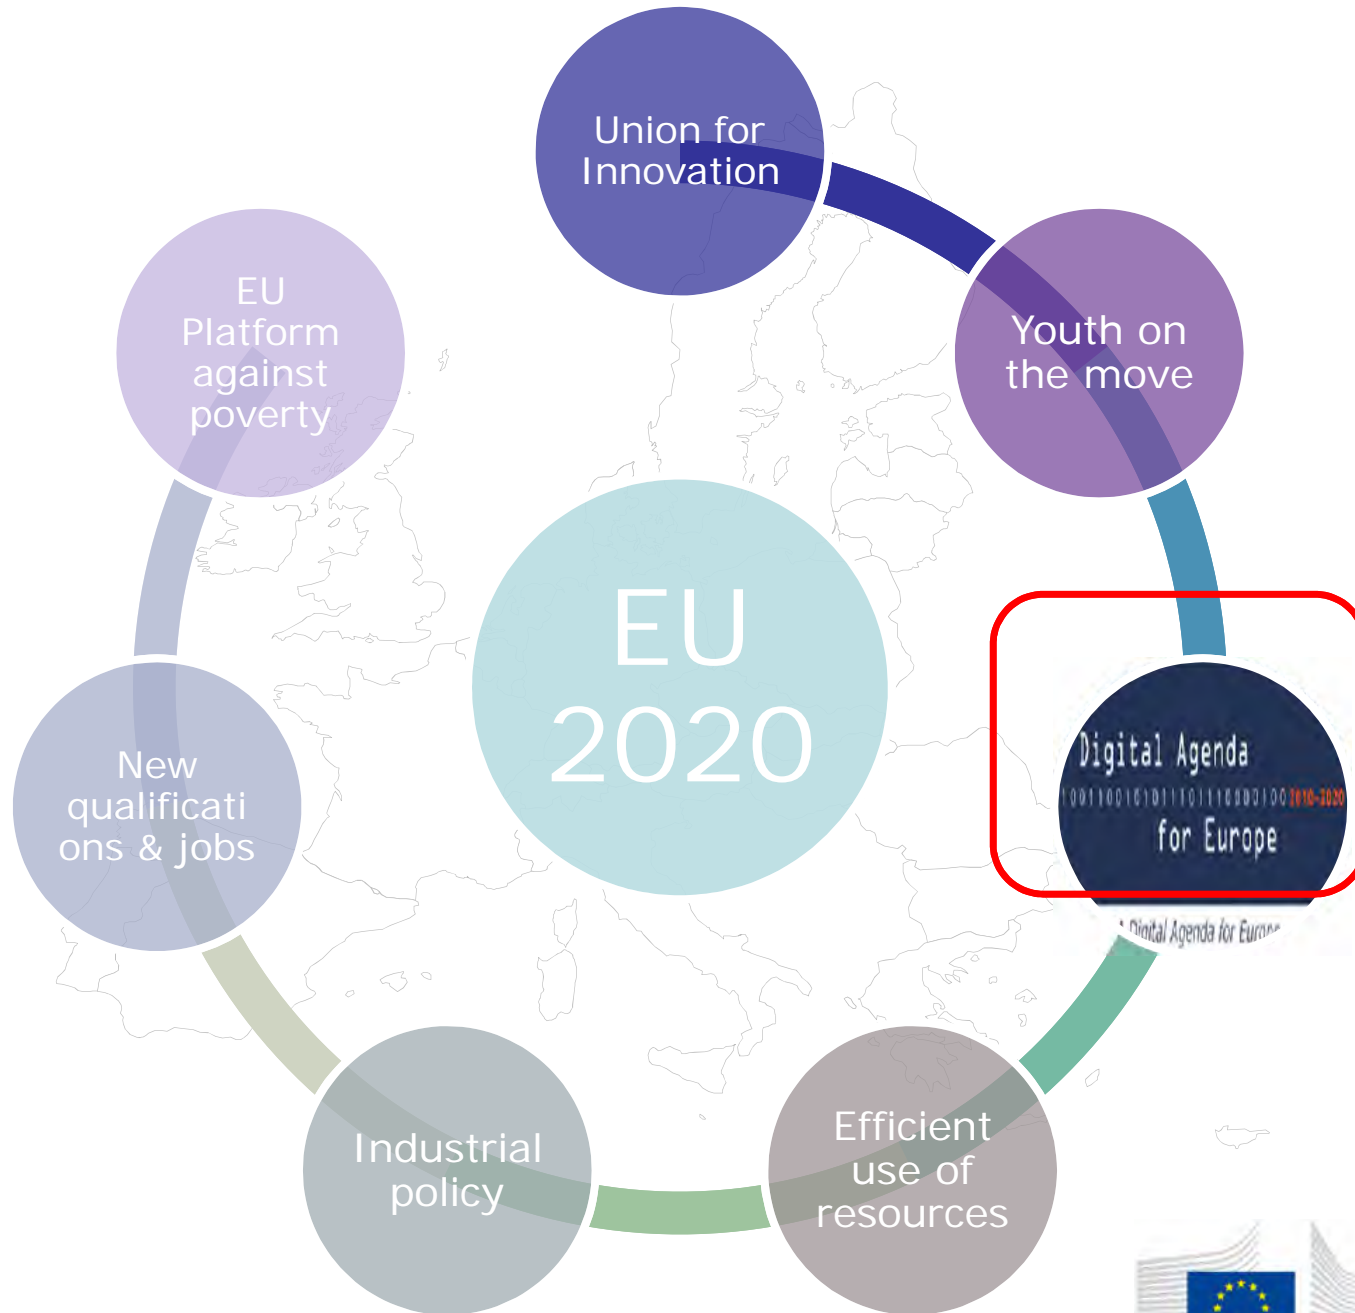 Union for
Innovation
EU
Platform
against
poverty
Youth on
the move
EU
2020
Digital Agenda
2010-2020
for Europe
Digital Agenda for Europe
New
qualificati
ons & jobs
Industrial
policy
Efficient
use of
resources